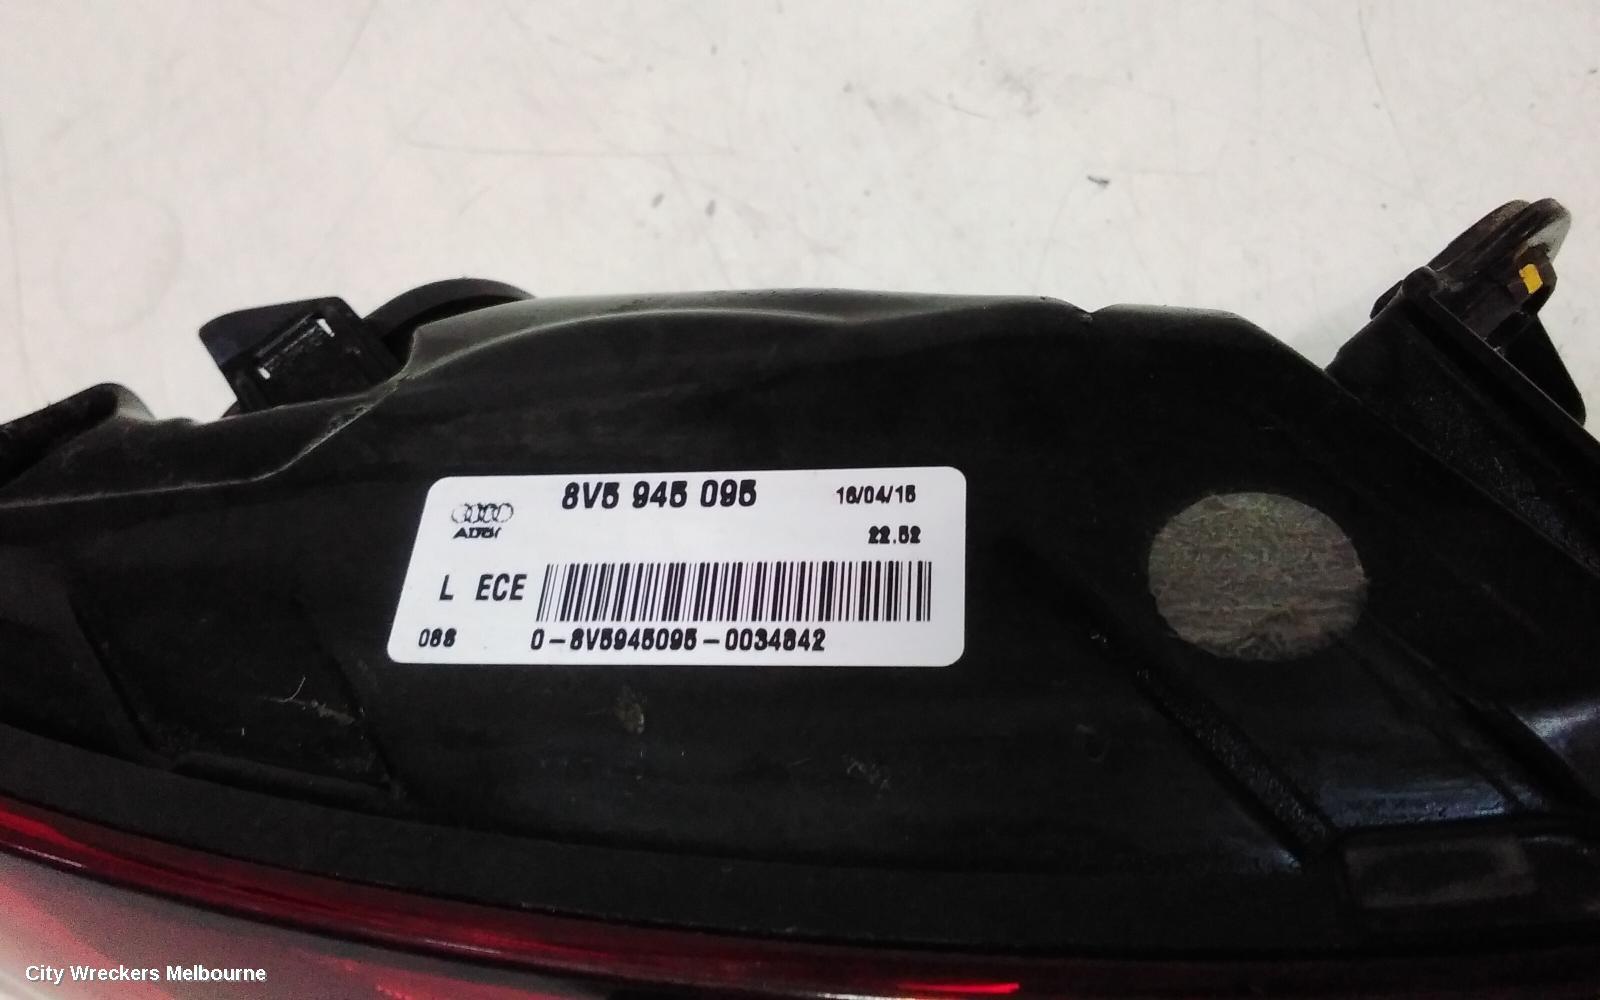 8V5 945 095
16/04/15
AUDI
22.52
L ECE
068
0-8V5945095-0034842
City Wreckers Melbourne